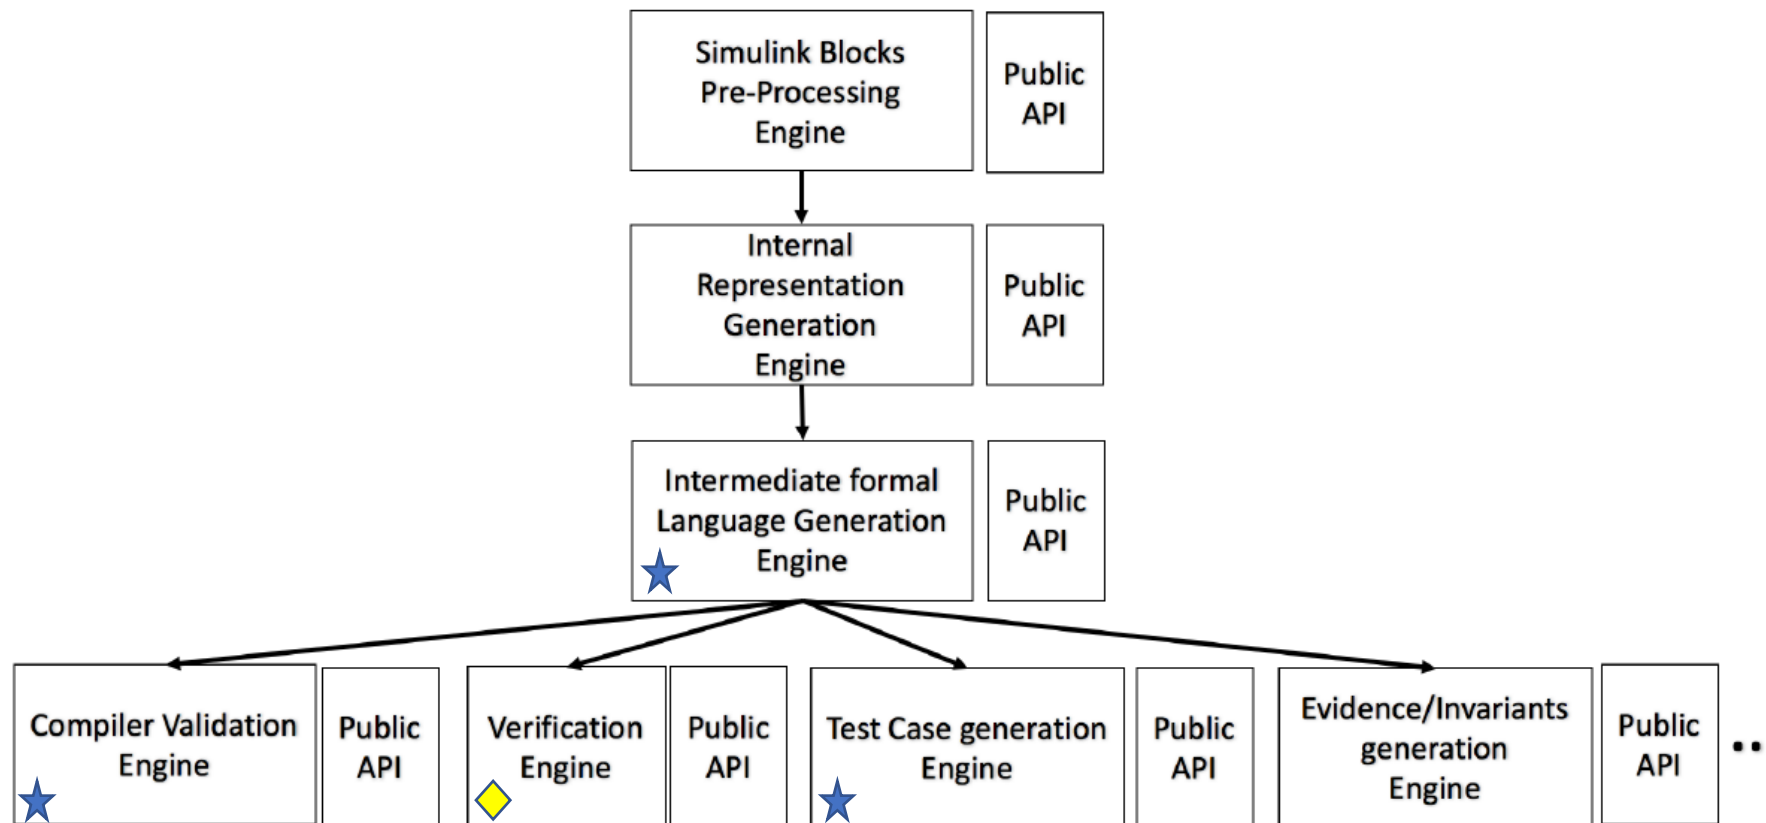 Simulink Blocks
Pre-Processing
Engine
Public
API
Internal
Representation
Generation
Engine
Public
API
Intermediate formal
Language Generation
Engine
Public
API
Compiler Validation
Engine
Public
API
Verification
Engine
Public
API
Test Case generation
Engine
Public
API
Evidence/Invariants
generation
Engine
Public
API
..